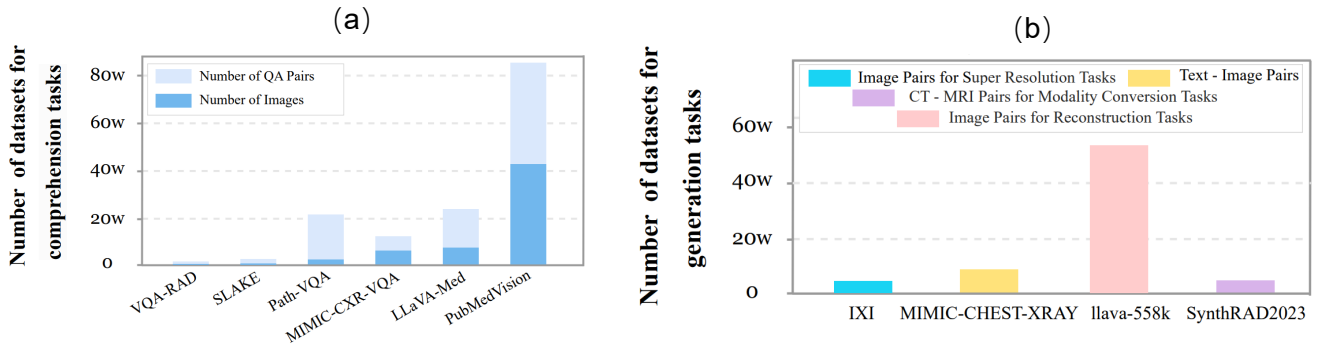 (a)
Number of datasets for
comprehension tasks
80w
60w
40w
20w
0
Number of QA Pairs
Number of Images
VQA-RAD
SLAKE
Path-VQA
MIMIC-CXR-VQA
LLaVA-Med
PubMedVision
(b)
Number of datasets for
generation tasks
60w
40w
20w
0
Image Pairs for Super Resolution Tasks
Text - Image Pairs
CT - MRI Pairs for Modality Conversion Tasks
Image Pairs for Reconstruction Tasks
IXI
MIMIC-CHEST-XRAY
llava-558k
SynthRAD2023